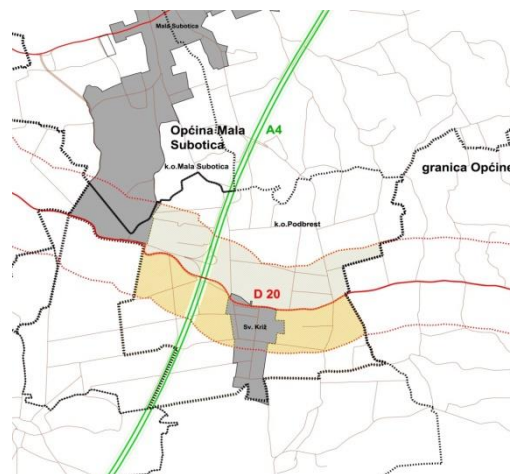 Mala Subotica
A4
Općina Mala
Subotica
k.o.Mala Subotica
granica Općine
k.o.Podbrest
D 20
Sv. Križ